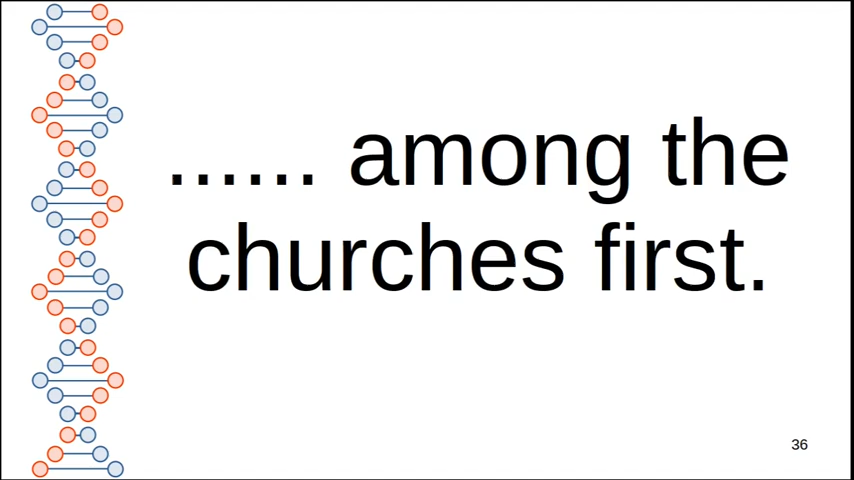 ...... among the
churches first.
36